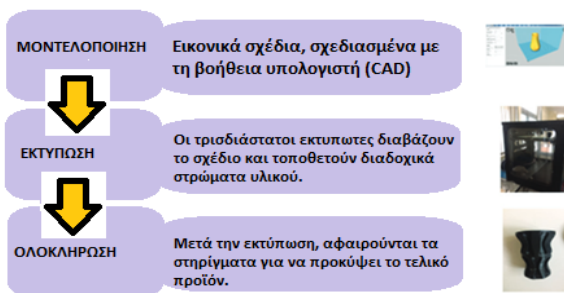 ΜΟΝΤΕΛΟΠΟΙΗΣΗ
Εικονικά σχέδια, σχεδιασμένα με
τη βοήθεια υπολογιστή (CAD)
ΕΚΤΥΠΩΣΗ
Οι τρισδιάστατοι εκτυπωτες διαβάζουν
το σχέδιο και τοποθετούν διαδοχικά
στρώματα υλικού.
ΟΛΟΚΛΗΡΩΣΗ
Μετά την εκτύπωση, αφαιρούνται τα
στηρίγματα για να προκύψει το τελικό
προϊόν.